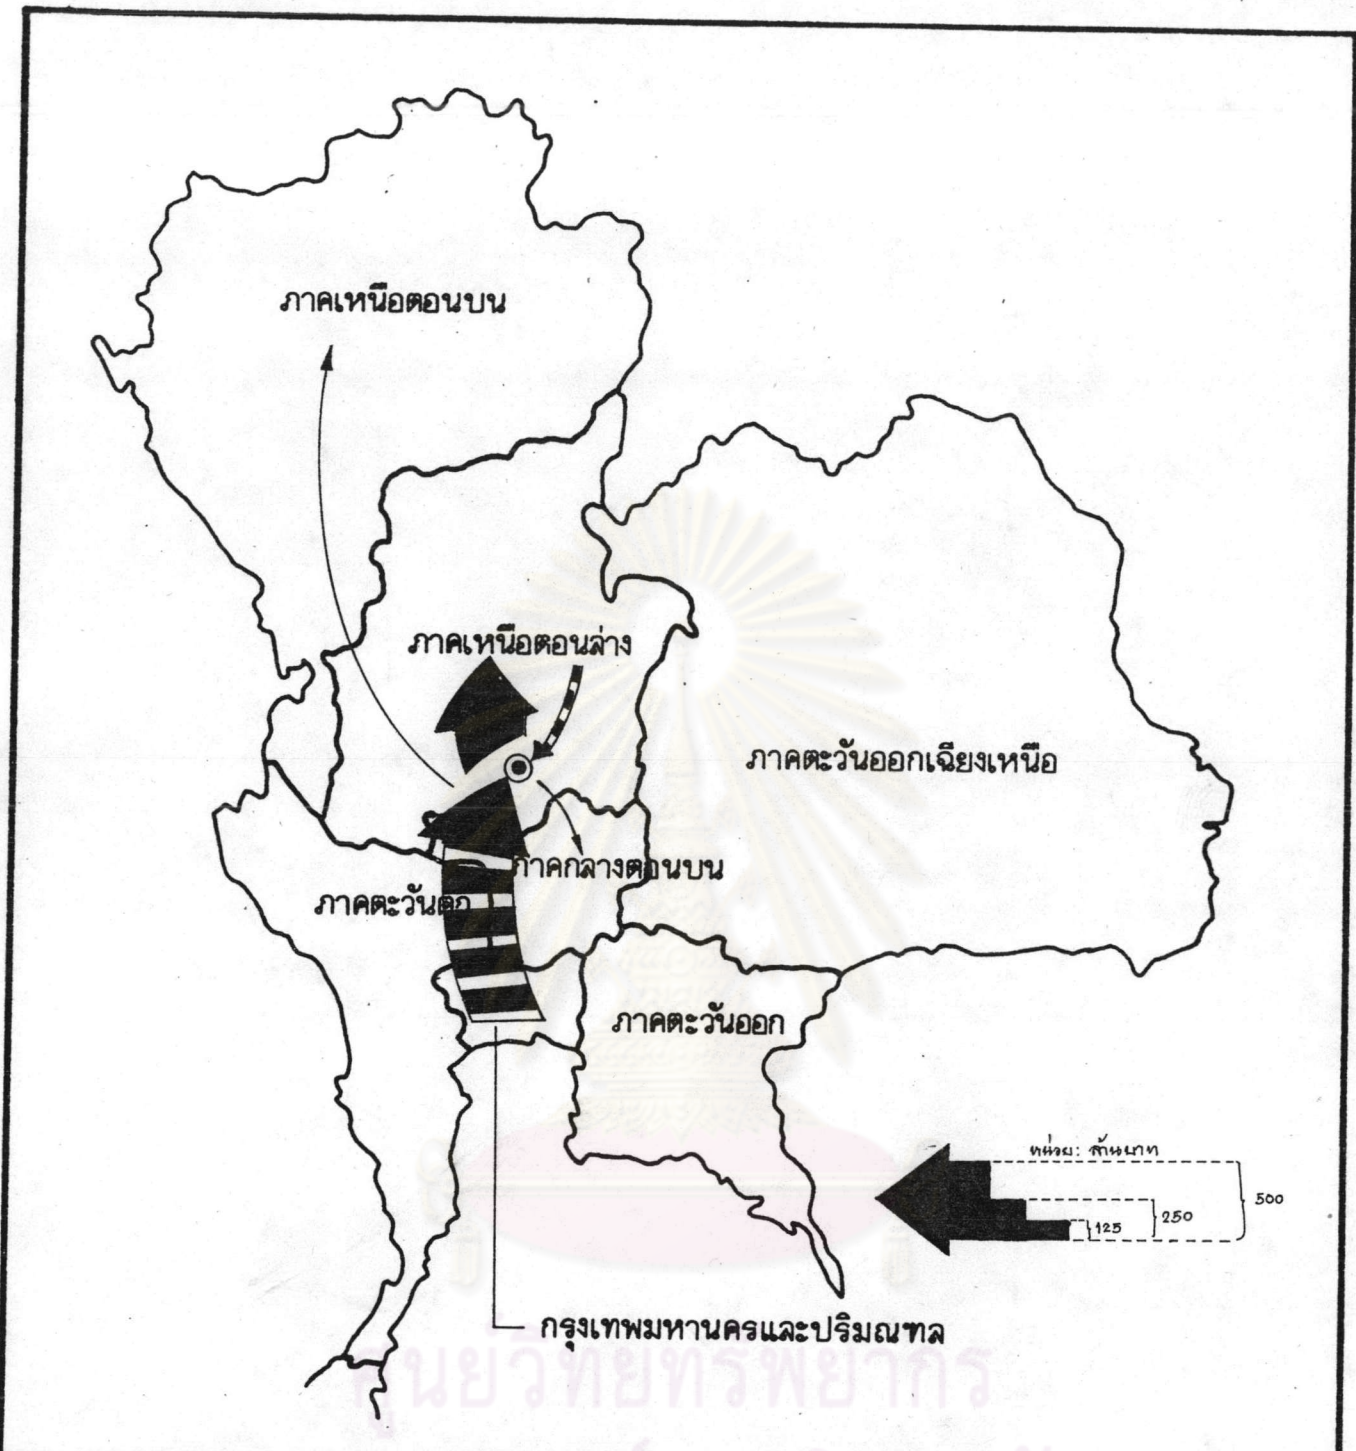 ภาคเหนือตอนบน
ภาคเหนือตอนล่าง
ภาคตะวันออกเฉียงเหนือ
ภาคกลางตอนบน
ภาคตะวันตก
ภาคตะวันออก
หน่วย: ล้านบาท
500
250
125
กรุงเทพมหานครและปริมณฑล
ศูนย์วิทยทรัพยากร